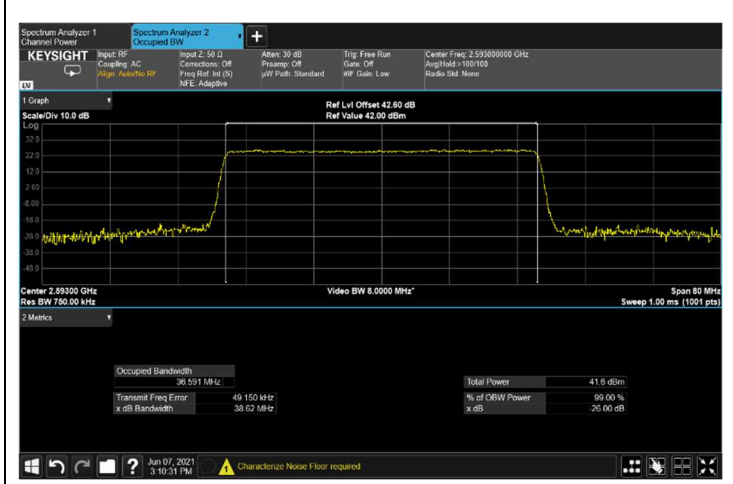 Spectrum Analyzer 1
Channel Power
Spectrum Analyzer 2
Occupied BW
KEYSIGHT
Input: RF
Coupling: AC
Align: Auto/No RF
Input Z: 50 Ω
Corrections: Off
Freq Ref: Int (S)
NFE: Adaptive
Atten: 30 dB
Preamp: Off
µW Path: Standard
Trig: Free Run
Gate: Off
#IF Gain: Low
Center Freq: 2.593000000 GHz
Avg|Hold:>100/100
Radio Std: None
LXI
1 Graph
Scale/Div 10.0 dB
Ref Lvl Offset 42.60 dB
Ref Value 42.00 dBm
Log
32.0
22.0
12.0
2.00
-8.00
-18.0
-28.0
-38.0
-48.0
Center 2.59300 GHz
Res BW 750.00 kHz
Video BW 8.0000 MHz*
Span 80 MHz
Sweep 1.00 ms (1001 pts)
2 Metrics
Occupied Bandwidth
36.591 MHz
Transmit Freq Error 49.150 kHz
x dB Bandwidth 38.62 MHz
Total Power 41.6 dBm
% of OBW Power 99.00 %
x dB -26.00 dB
?
Jun 07, 2021
3:10:31 PM
1
Characterize Noise Floor required